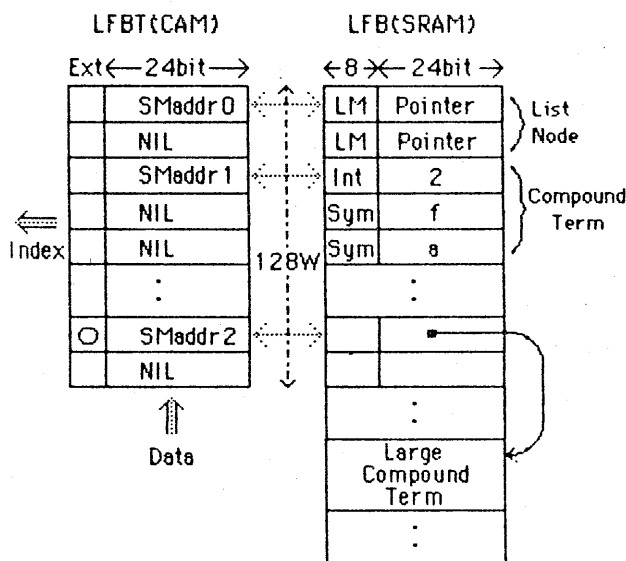 LFBT(CAM) LFB(SRAM)
Ext 24bit 8 24bit
SMaddr0 LM Pointer List
NIL LM Pointer Node
SMaddr1 Int 2
NIL Sym f Compound
Index NIL 128W Sym a Term
: :
O SMaddr2
NIL
:
Data Large
Compound
Term
: